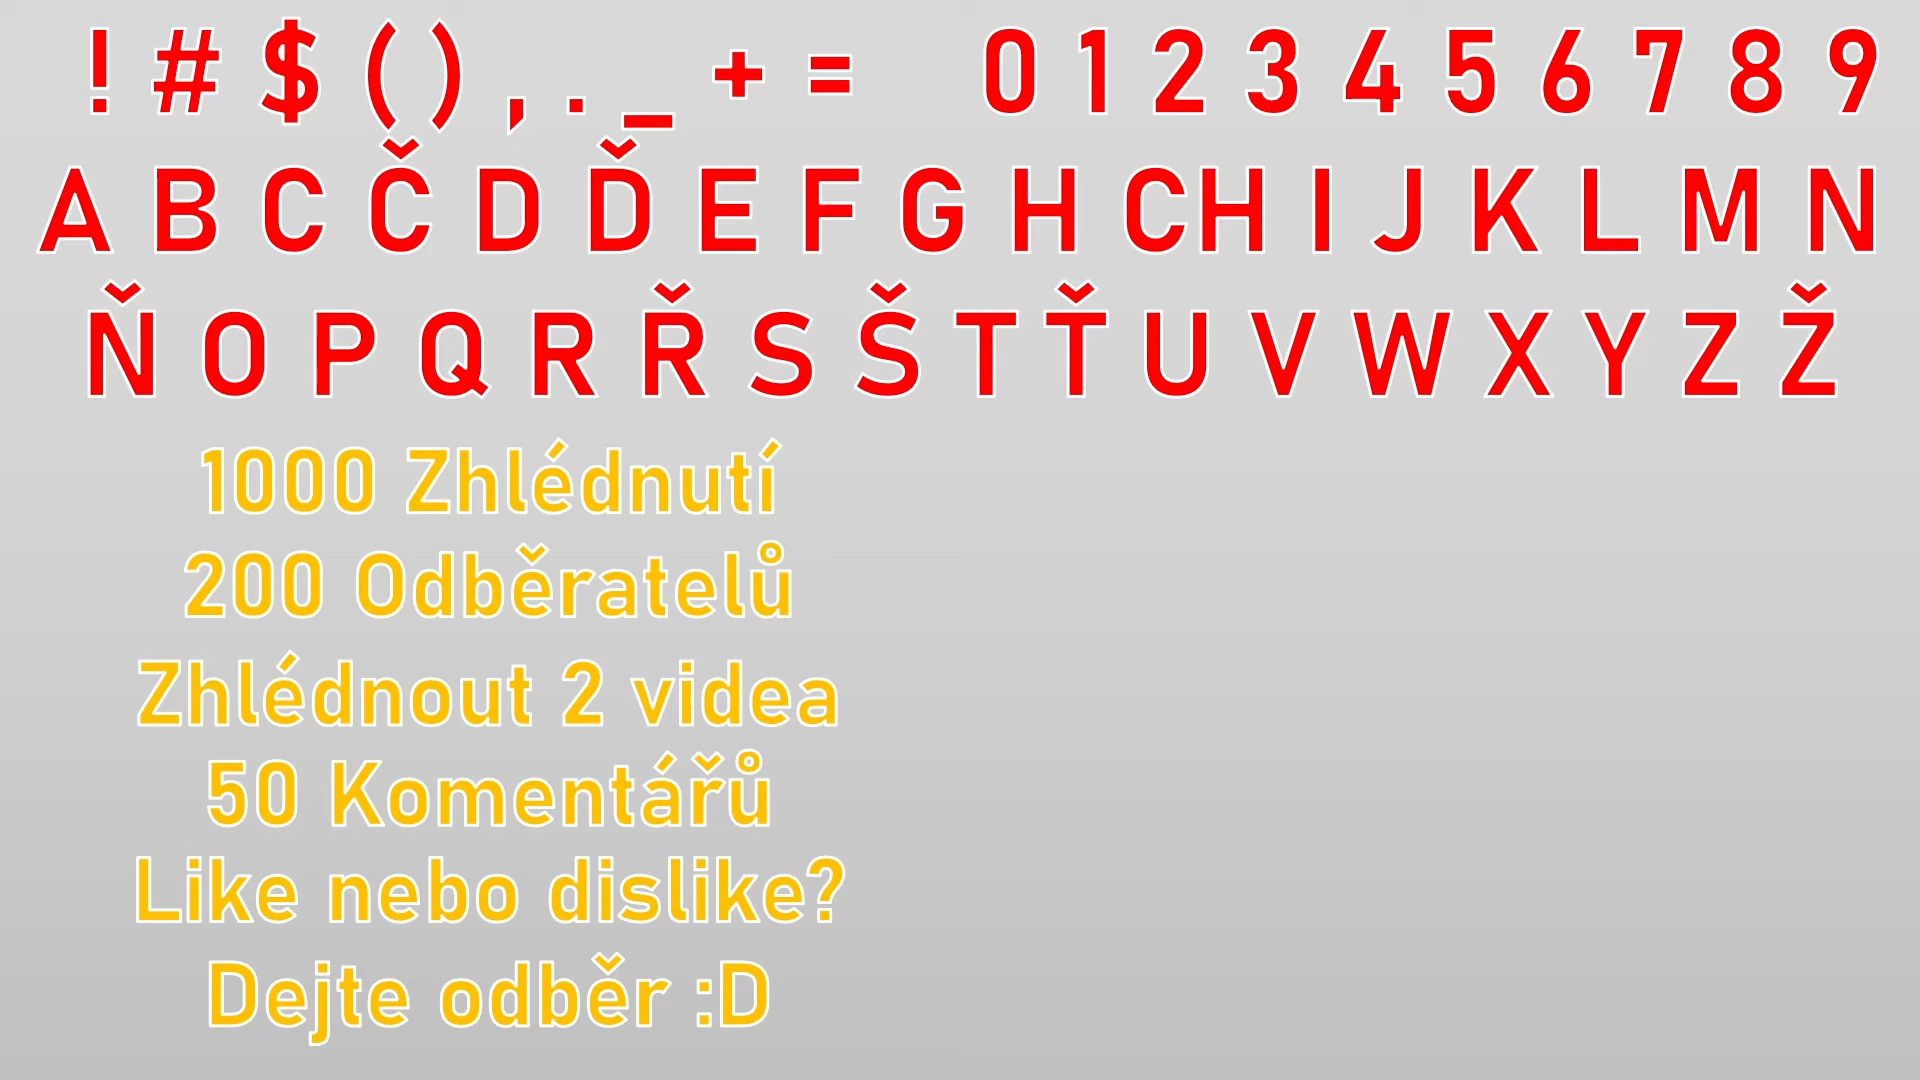 ! # $ ( ) , . _ + = 0 1 2 3 4 5 6 7 8 9
A B C Č D Ď E F G H CH I J K L M N
Ň O P Q R Ř S Š T Ť U V W X Y Z Ž
1000 Zhlédnutí
200 Odběratelů
Zhlédnout 2 videa
50 Komentářů
Like nebo dislike?
Dejte odběr :D